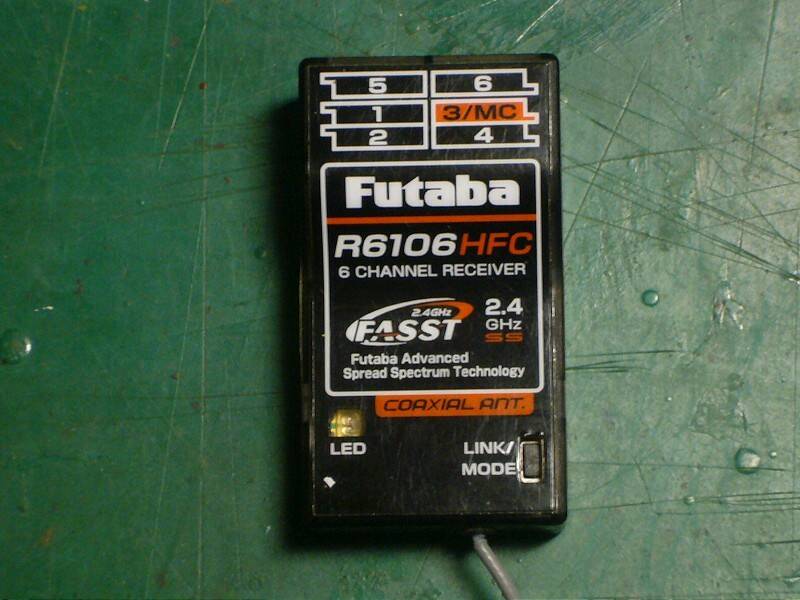 5 6
1 3/MC
2 4
Futaba
R6106HFC
6 CHANNEL RECEIVER
2.4GHz
FASST
2.4
GHz
SS
Futaba Advanced
Spread Spectrum Technology
COAXIAL ANT.
LED
LINK/
MODE